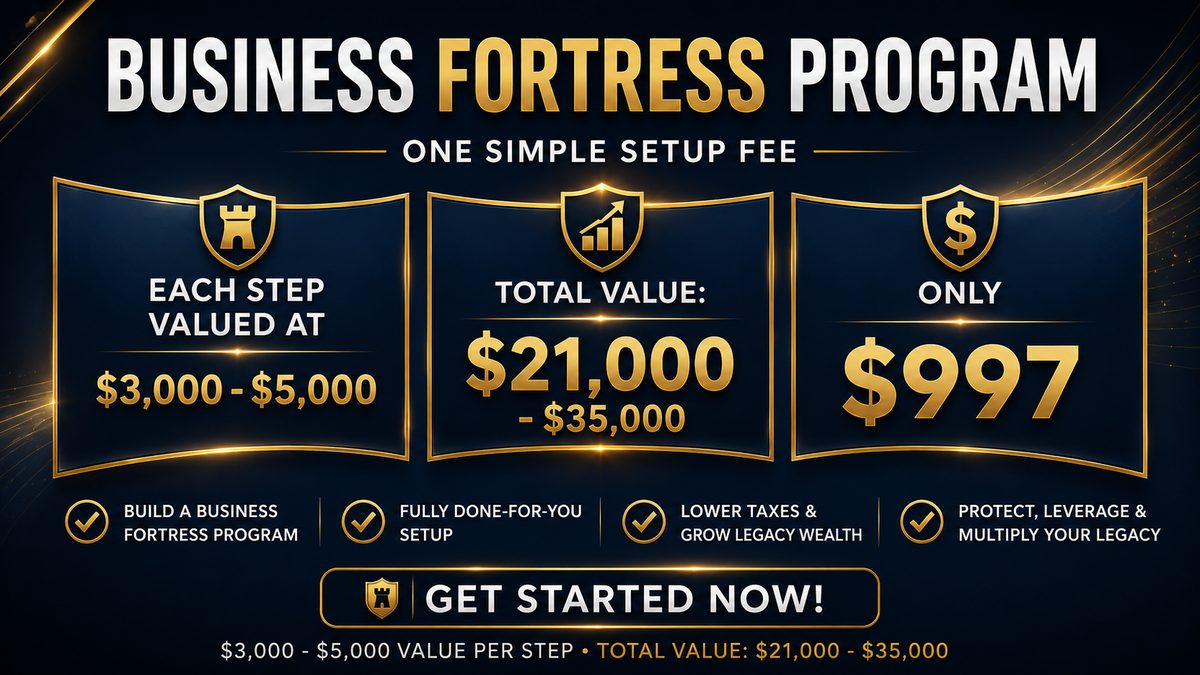 BUSINESS FORTRESS PROGRAM
ONE SIMPLE SETUP FEE
EACH STEP
VALUED AT
$3,000 - $5,000
TOTAL VALUE:
$21,000
- $35,000
$
ONLY
$997
BUILD A BUSINESS
FORTRESS PROGRAM
FULLY DONE-FOR-YOU
SETUP
LOWER TAXES &
GROW LEGACY WEALTH
PROTECT, LEVERAGE &
MULTIPLY YOUR LEGACY
GET STARTED NOW!
$3,000 - $5,000 VALUE PER STEP • TOTAL VALUE: $21,000 - $35,000